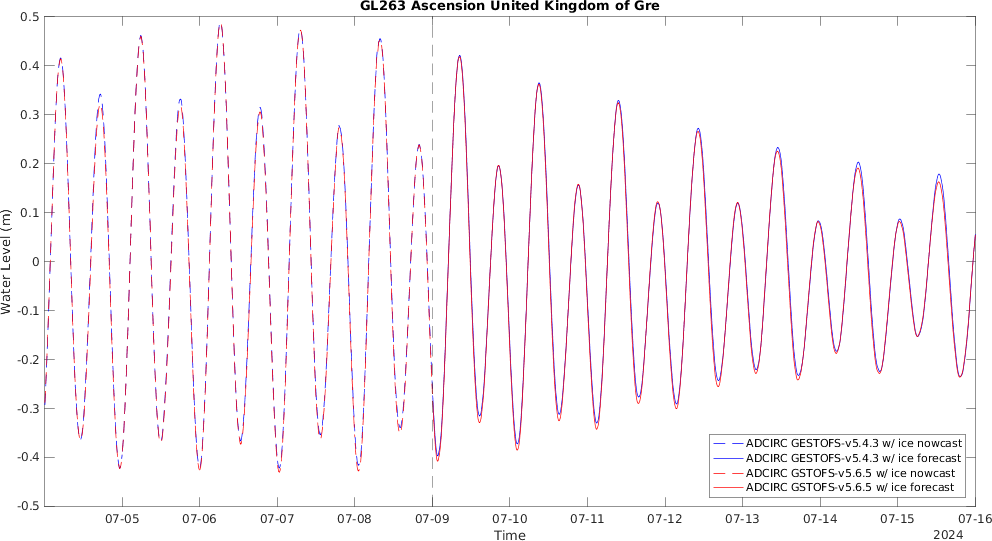 GL263 Ascension United Kingdom of Gre
0.5
0.4
0.3
0.2
0.1
0
-0.1
-0.2
-0.3
-0.4
-0.5
Water Level (m)
ADCIRC GESTOFS-v5.4.3 w/ ice nowcast
ADCIRC GESTOFS-v5.4.3 w/ ice forecast
ADCIRC GSTOFS-v5.6.5 w/ ice nowcast
ADCIRC GSTOFS-v5.6.5 w/ ice forecast
07-05 07-06 07-07 07-08 07-09 07-10 07-11 07-12 07-13 07-14 07-15 07-16
Time
2024